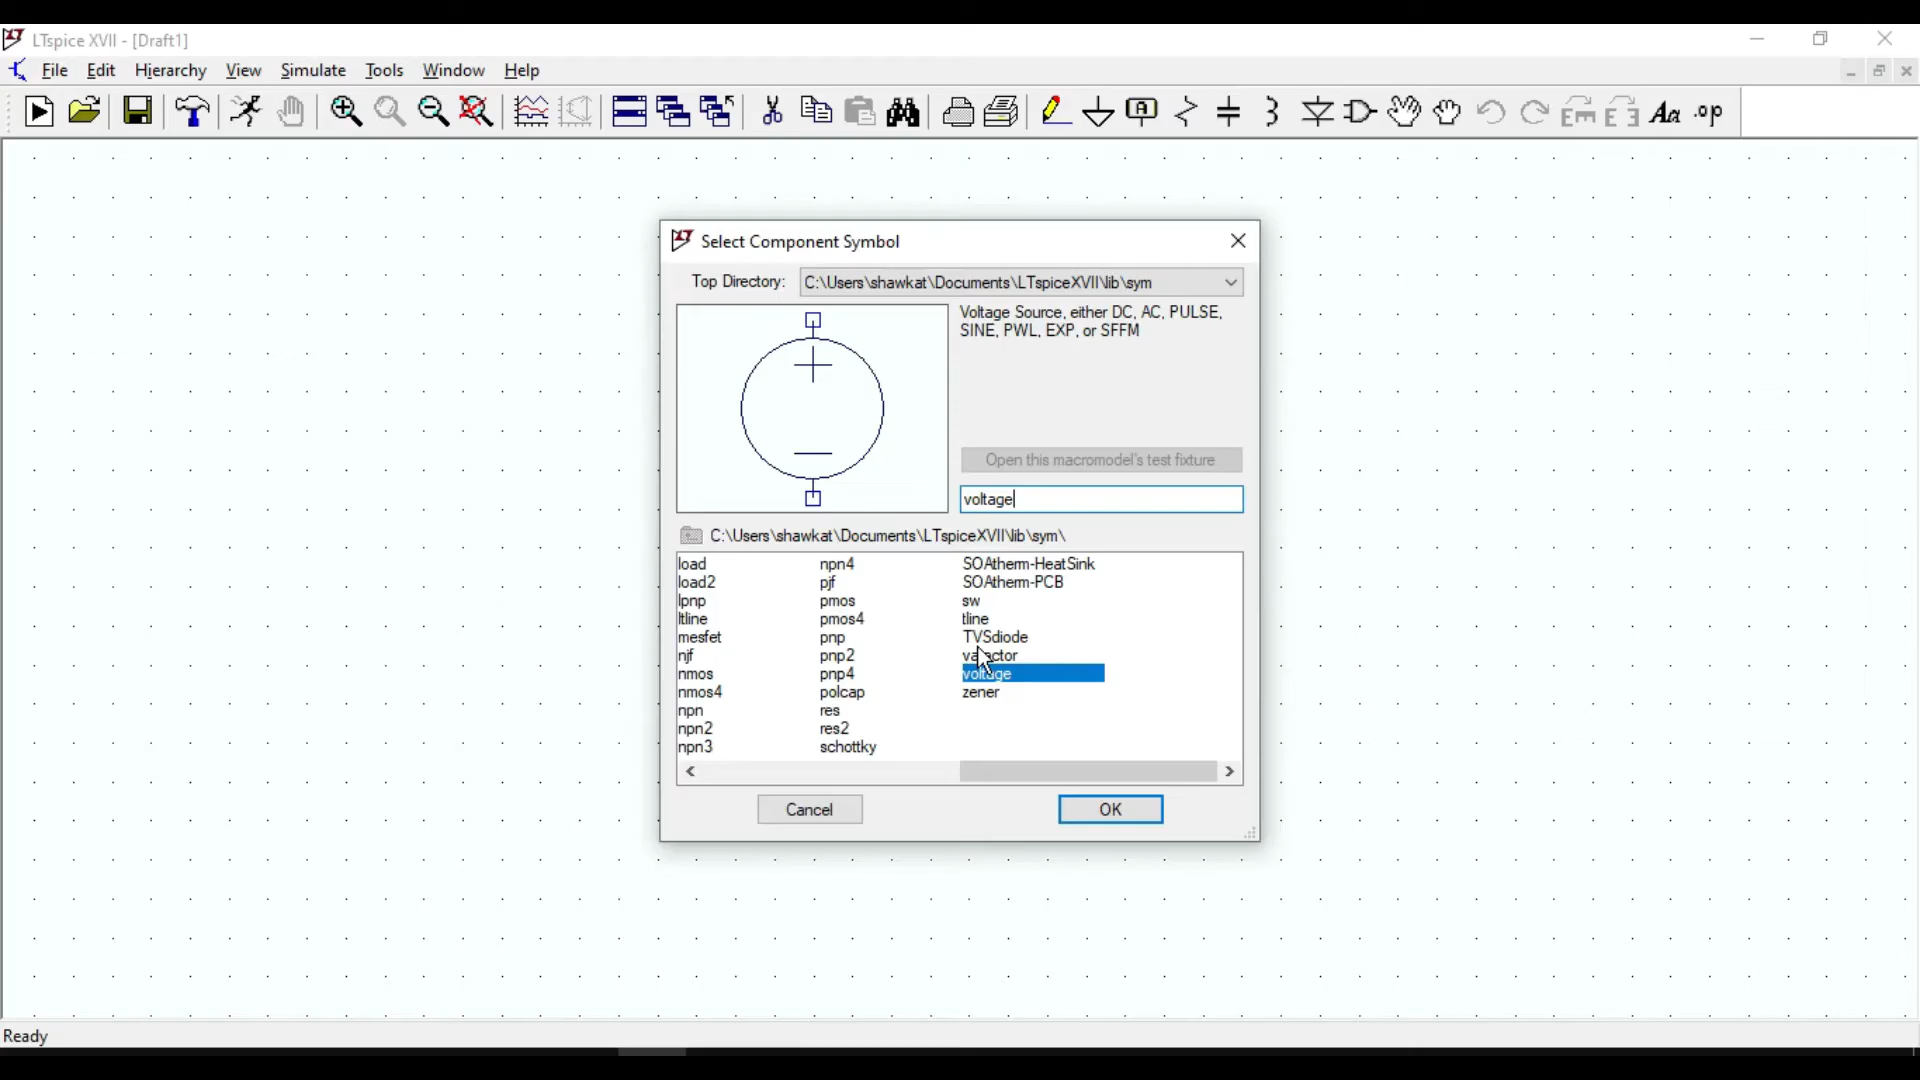 LTspice XVII - [Draft1]
File Edit Hierarchy View Simulate Tools Window Help
A Aa .op
Select Component Symbol
Top Directory: C:\Users\shawkat\Documents\LTspiceXVII\lib\sym
Voltage Source, either DC, AC, PULSE,
SINE, PWL, EXP, or SFFM
Open this macromodel's test fixture
voltage
C:\Users\shawkat\Documents\LTspiceXVII\lib\sym\
load npn4 SOAtherm-HeatSink
load2 pjf SOAtherm-PCB
lpnp pmos sw
ltline pmos4 tline
mesfet pnp TVSdiode
njf pnp2 varactor
nmos pnp4 voltage
nmos4 polcap zener
npn res
npn2 res2
npn3 schottky
Cancel OK
Ready